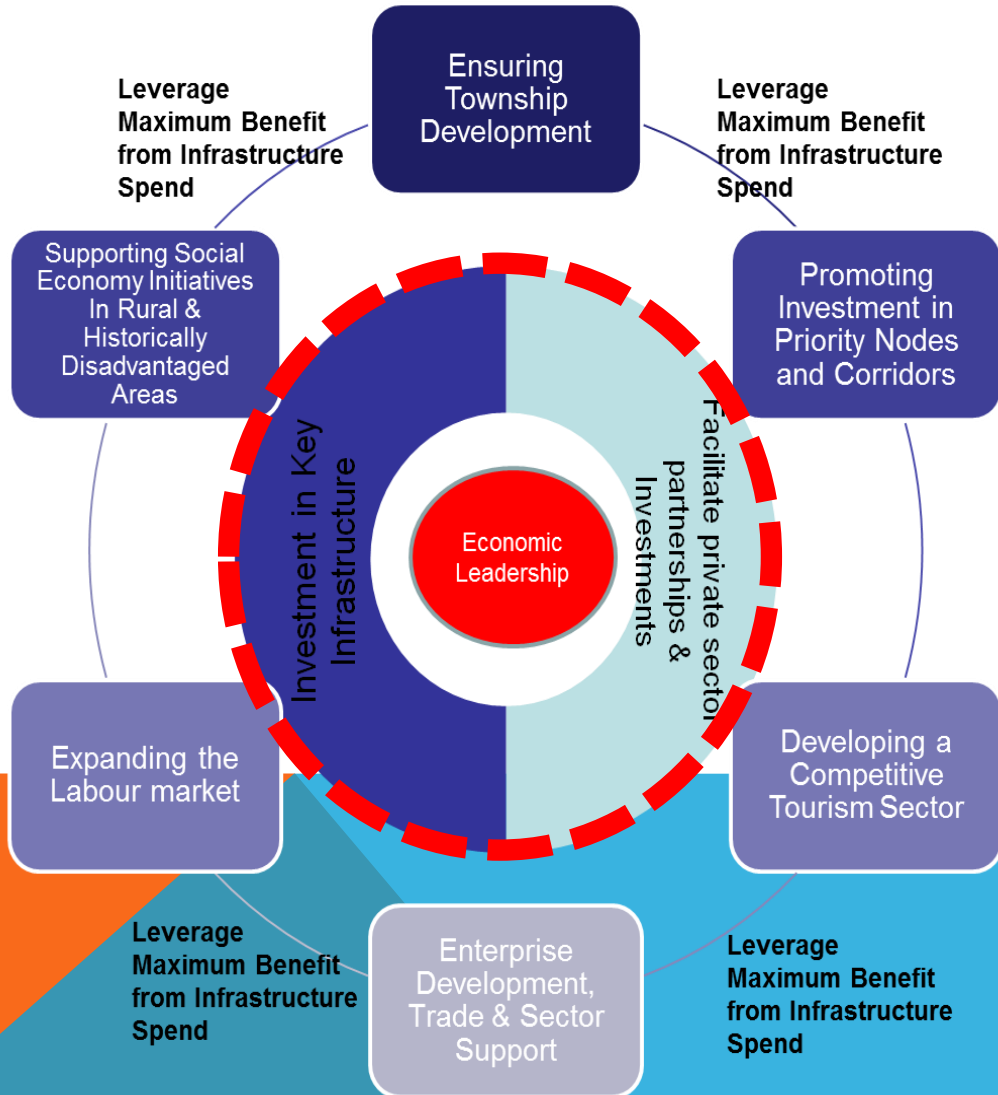 Ensuring
Township
Development
Leverage
Maximum Benefit
from Infrastructure
Spend
Leverage
Maximum Benefit
from Infrastructure
Spend
Supporting Social
Economy Initiatives
In Rural &
Historically
Disadvantaged
Areas
Promoting
Investment in
Priority Nodes
and Corridors
Investment in Key
Infrastructure
Economic
Leadership
Facilitate private sector
partnerships &
Investments
Expanding the
Labour market
Developing a
Competitive
Tourism Sector
Leverage
Maximum Benefit
from Infrastructure
Spend
Enterprise
Development,
Trade & Sector
Support
Leverage
Maximum Benefit
from Infrastructure
Spend